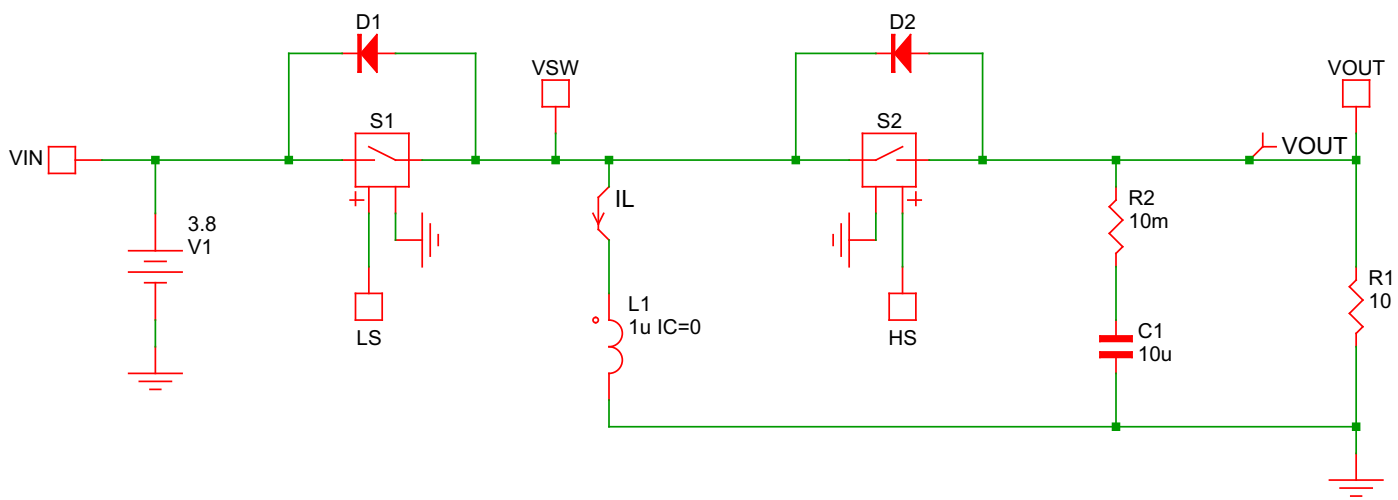 D1
D2
VSW
VOUT
S1
S2
VIN
VOUT
IL
R2
10m
3.8
V1
+
+
R1
10
LS
L1
1u IC=0
HS
C1
10u